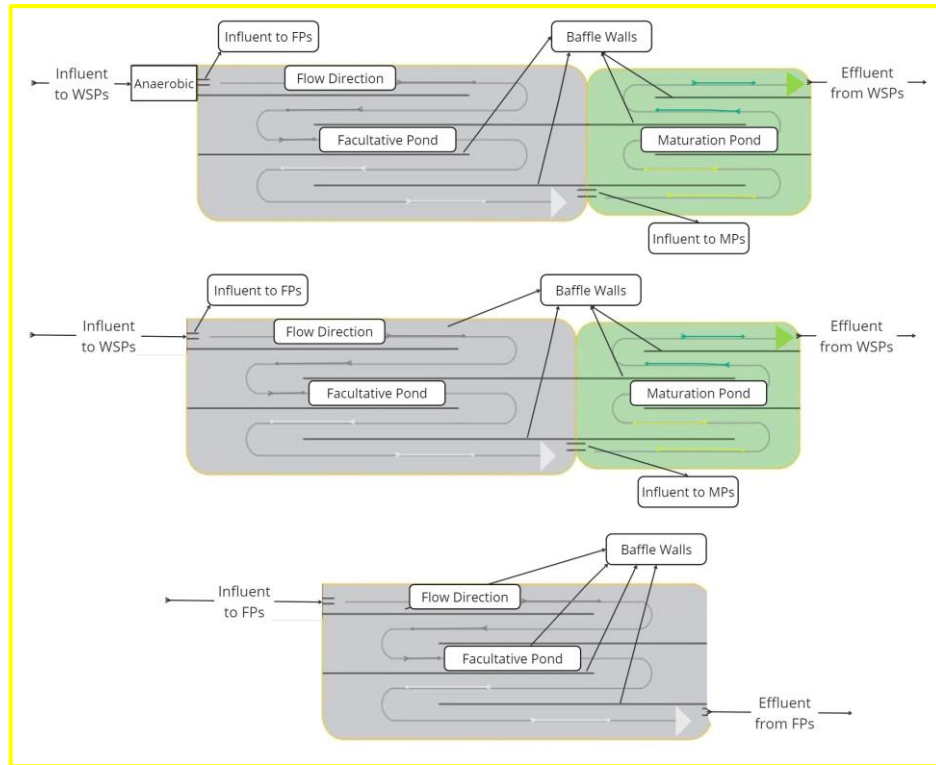 Influent to FPs
Baffle Walls
Influent
to WSPs
Anaerobic
Flow Direction
Effluent
from WSPs
Facultative Pond
Maturation Pond
Influent to MPs
Influent to FPs
Baffle Walls
Influent
to WSPs
Flow Direction
Effluent
from WSPs
Facultative Pond
Maturation Pond
Influent to MPs
Baffle Walls
Influent
to FPs
Flow Direction
Facultative Pond
Effluent
from FPs